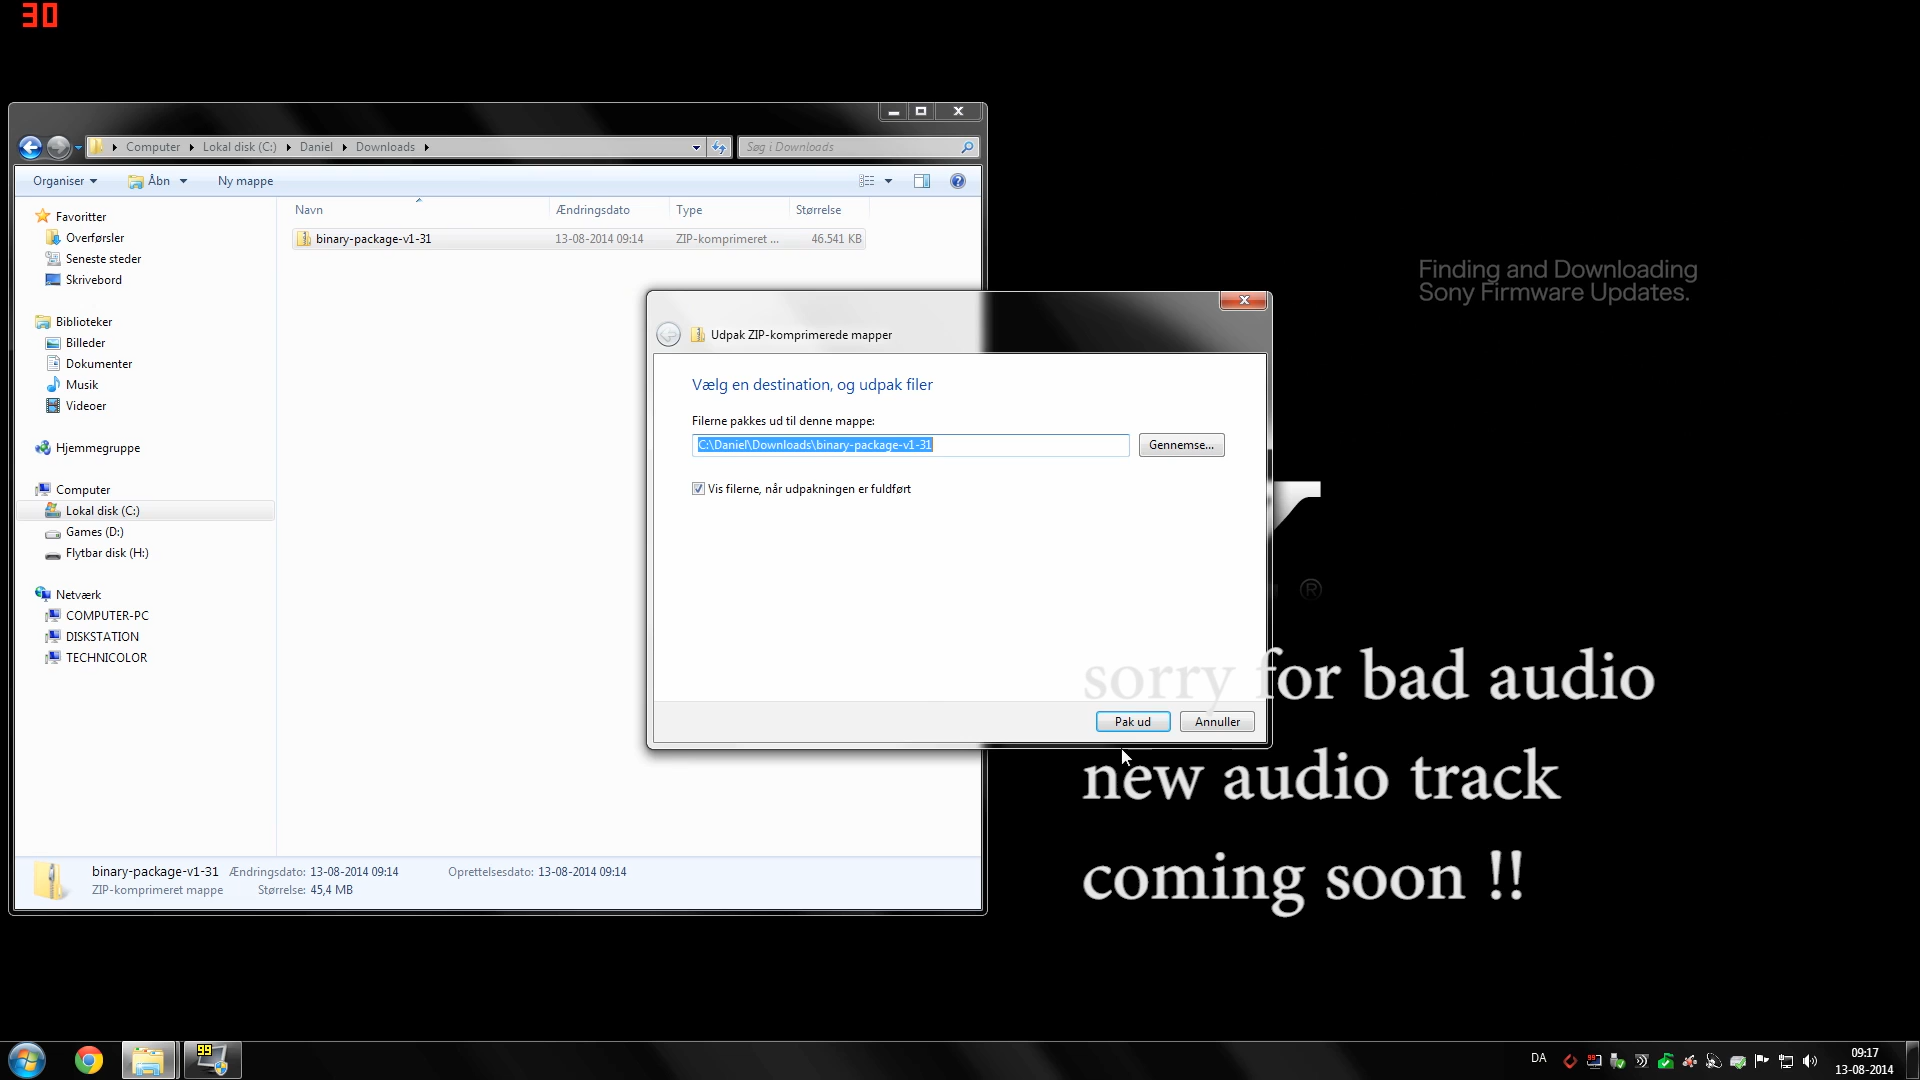 30
Computer Lokal disk (C:) Daniel Downloads
Søg i Downloads
Organiser Åbn Ny mappe
Navn Ændringsdato Type Størrelse
binary-package-v1-31 13-08-2014 09:14 ZIP-komprimeret ... 46.541 KB
Favoritter
Overførsler
Seneste steder
Skrivebord
Biblioteker
Billeder
Dokumenter
Musik
Videoer
Hjemmegruppe
Computer
Lokal disk (C:)
Games (D:)
Flytbar disk (H:)
Netværk
COMPUTER-PC
DISKSTATION
TECHNICOLOR
binary-package-v1-31 Ændringsdato: 13-08-2014 09:14 Oprettelsesdato: 13-08-2014 09:14
ZIP-komprimeret mappe Størrelse: 45,4 MB
Udpak ZIP-komprimerede mapper
Vælg en destination, og udpak filer
Filerne pakkes ud til denne mappe:
C:\Daniel\Downloads\binary-package-v1-31
Gennemse...
Vis filerne, når udpakningen er fuldført
Pak ud Annuller
Finding and Downloading
Sony Firmware Updates.
®
sorry for bad audio
new audio track
coming soon !!
99
DA
09:17
13-08-2014